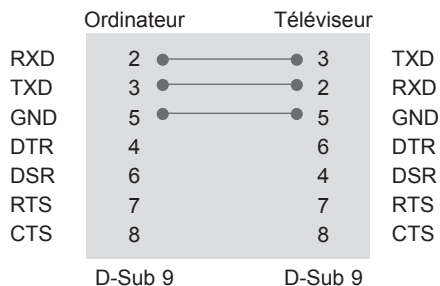 Ordinateur Téléviseur
RXD 2 3 TXD
TXD 3 2 RXD
GND 5 5 GND
DTR 4 6 DTR
DSR 6 4 DSR
RTS 7 7 RTS
CTS 8 8 CTS
D-Sub 9 D-Sub 9